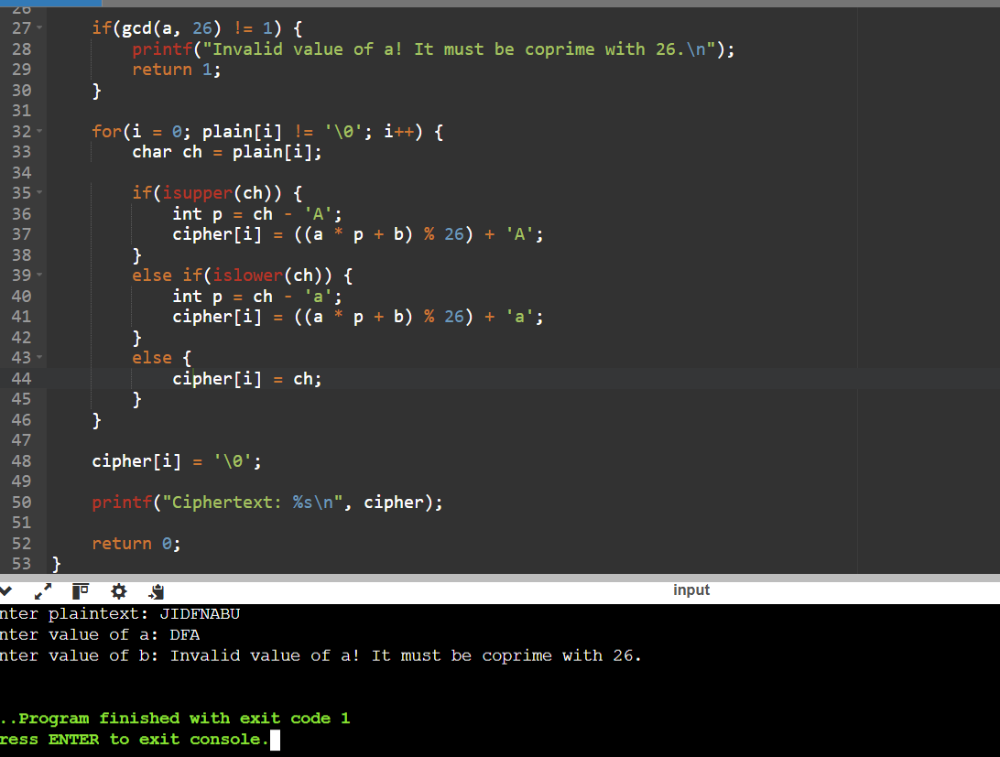 26
27 if(gcd(a, 26) != 1) {
28 printf("Invalid value of a! It must be coprime with 26.\n");
29 return 1;
30 }
31
32 for(i = 0; plain[i] != '\0'; i++) {
33 char ch = plain[i];
34
35 if(isupper(ch)) {
36 int p = ch - 'A';
37 cipher[i] = ((a * p + b) % 26) + 'A';
38 }
39 else if(islower(ch)) {
40 int p = ch - 'a';
41 cipher[i] = ((a * p + b) % 26) + 'a';
42 }
43 else {
44 cipher[i] = ch;
45 }
46 }
47
48 cipher[i] = '\0';
49
50 printf("Ciphertext: %s\n", cipher);
51
52 return 0;
53 }
input
nter plaintext: JIDFNABU
nter value of a: DFA
nter value of b: Invalid value of a! It must be coprime with 26.
..Program finished with exit code 1
ress ENTER to exit console.